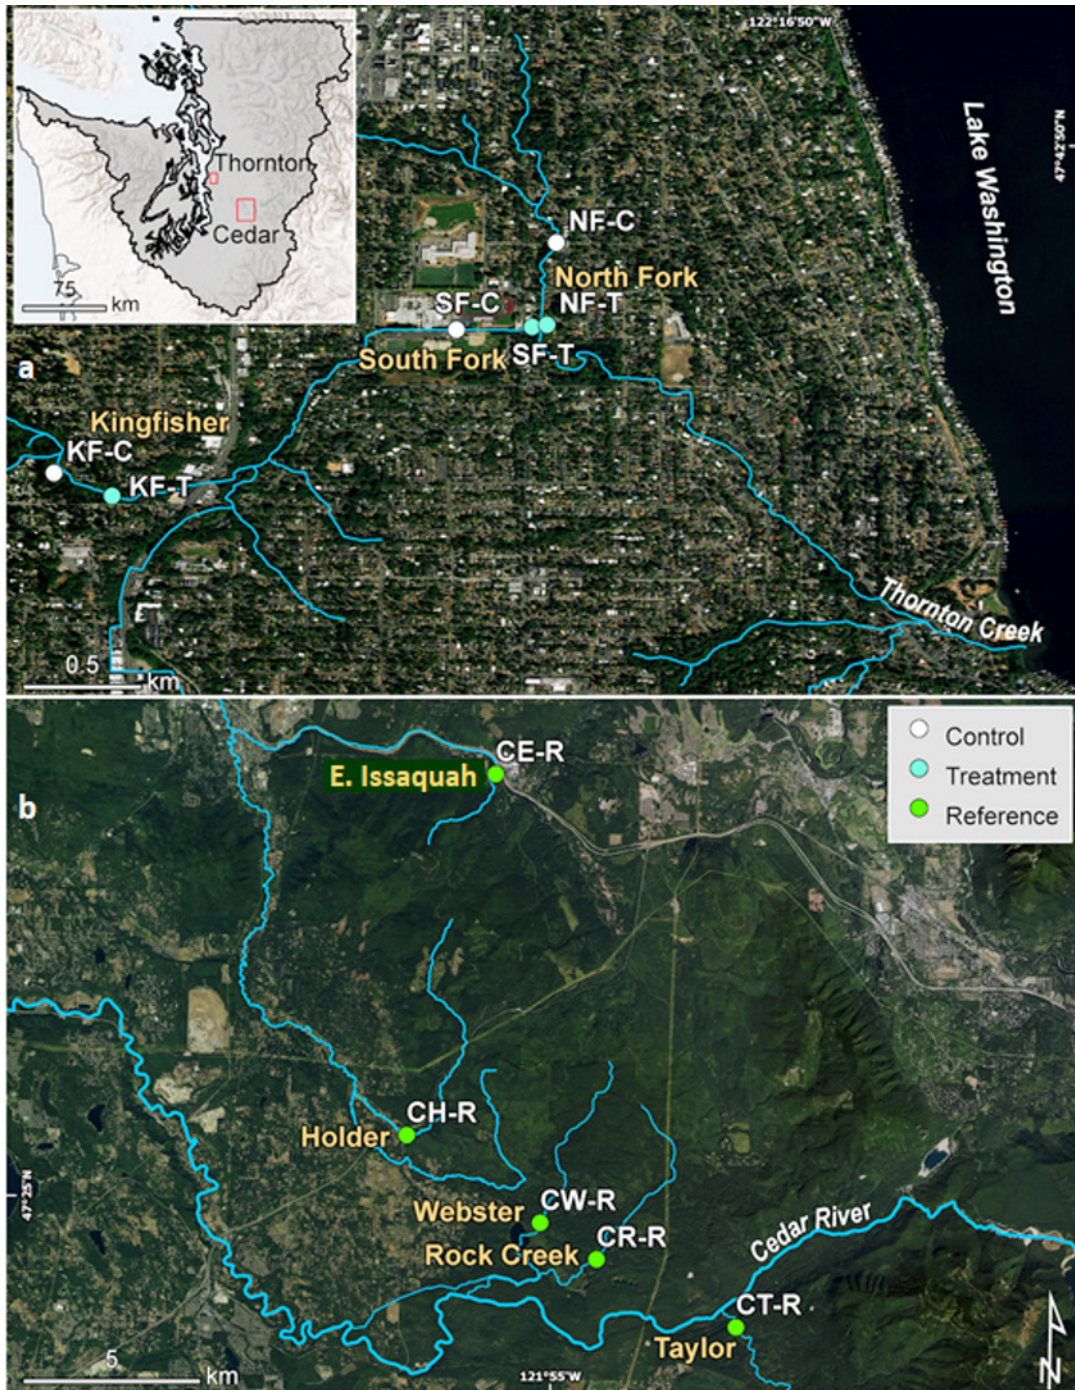 122°16'50"W
Thornton
Cedar
75
km
Lake Washington
47°42'50"N
NF-C
North Fork
SF-C
NF-T
South Fork
SF-T
a
Kingfisher
KF-C
KF-T
Thornton Creek
0.5
km
CE-R
E. Issaquah
b
Control
Treatment
Reference
CH-R
Holder
47°25'N
CW-R
Webster
CR-R
Rock Creek
Cedar River
CT-R
Taylor
5
km
121°55'W
N